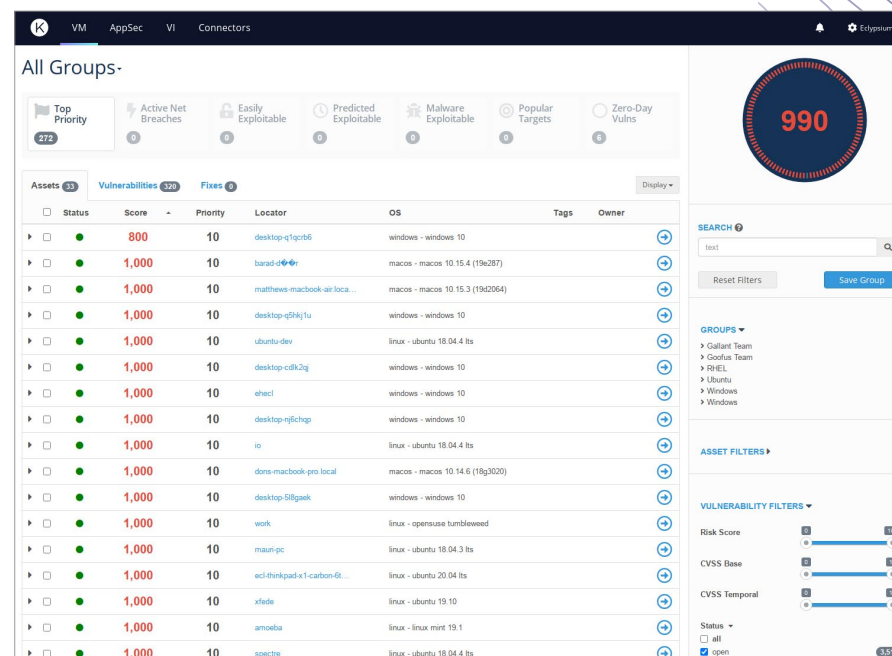 K VM AppSec VI Connectors Eclypsium
All Groups
Top Priority 272
Active Net Breaches 0
Easily Exploitable 0
Predicted Exploitable 0
Malware Exploitable 0
Popular Targets 0
Zero-Day Vulns 6
990
Assets 33 Vulnerabilities 320 Fixes 0 Display
Status Score Priority Locator OS Tags Owner
800 10 desktop-q1qcrb6 windows - windows 10
1,000 10 barad-d��r macos - macos 10.15.4 (19e287)
1,000 10 matthews-macbook-air.loca... macos - macos 10.15.3 (19d2064)
1,000 10 desktop-q5hkj1u windows - windows 10
1,000 10 ubuntu-dev linux - ubuntu 18.04.4 lts
1,000 10 desktop-cdlk2qj windows - windows 10
1,000 10 ehecl windows - windows 10
1,000 10 desktop-nj6chqp windows - windows 10
1,000 10 io linux - ubuntu 18.04.4 lts
1,000 10 dons-macbook-pro.local macos - macos 10.14.6 (18g3020)
1,000 10 desktop-5l8gaek windows - windows 10
1,000 10 work linux - opensuse tumbleweed
1,000 10 mauri-pc linux - ubuntu 18.04.3 lts
1,000 10 ecl-thinkpad-x1-carbon-6t... linux - ubuntu 20.04 lts
1,000 10 xfede linux - ubuntu 19.10
1,000 10 amoeba linux - linux mint 19.1
1,000 10 spectre linux - ubuntu 18.04.4 lts
SEARCH
text
Reset Filters Save Group
GROUPS
Gallant Team
Goofus Team
RHEL
Ubuntu
Windows
Windows
ASSET FILTERS
VULNERABILITY FILTERS
Risk Score 0
CVSS Base 0
CVSS Temporal 0
Status
all
open